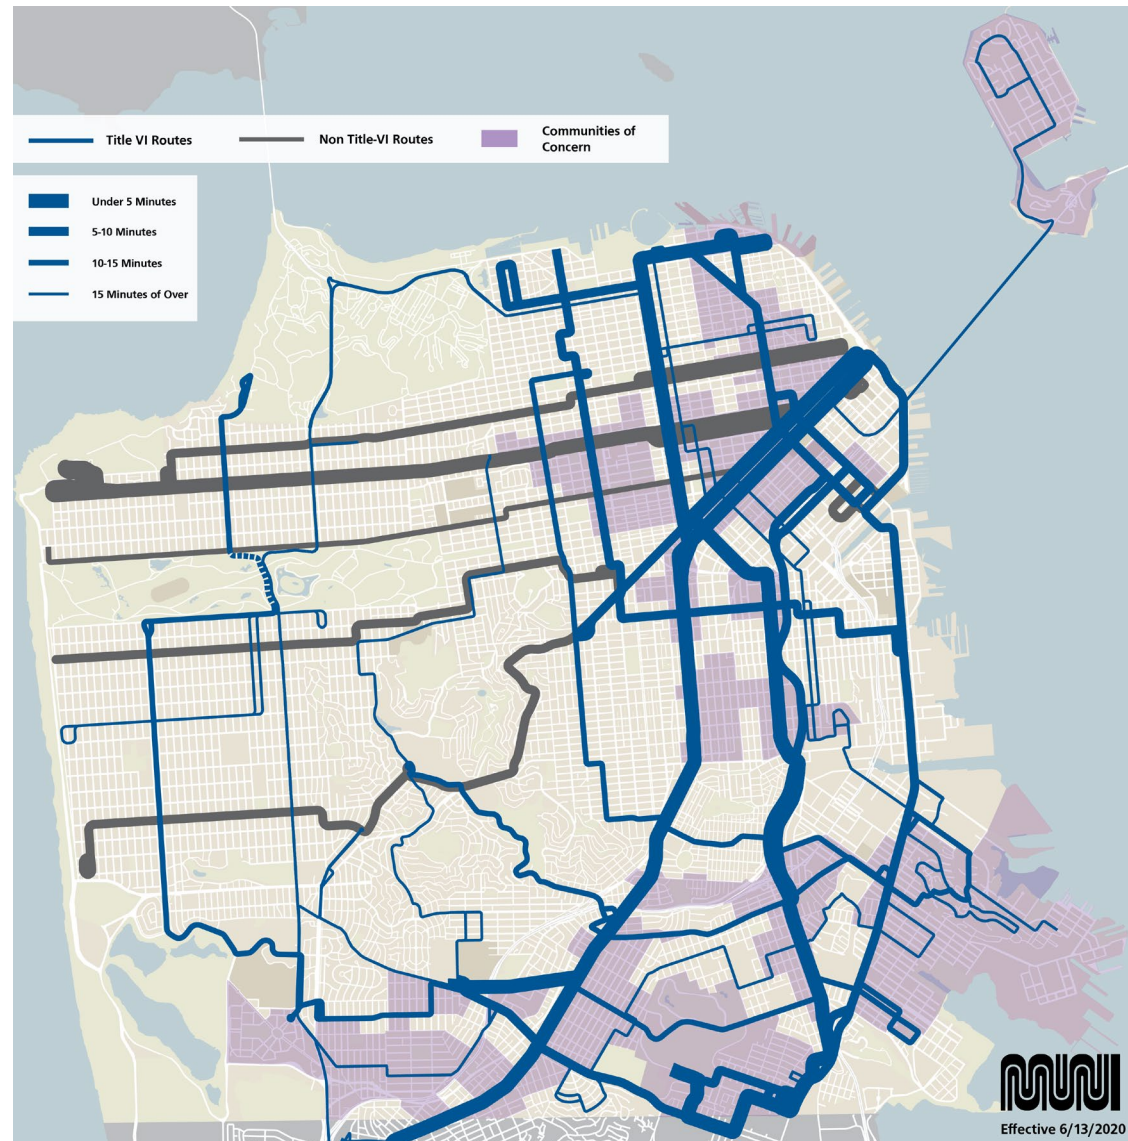 Title VI Routes
Non Title-VI Routes
Communities of
Concern
Under 5 Minutes
5-10 Minutes
10-15 Minutes
15 Minutes of Over
MUNI
Effective 6/13/2020